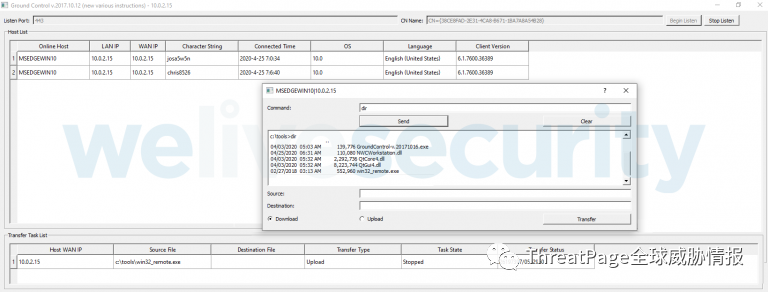 Ground Control v.2017.10.12 (new various instructions) - 10.0.2.15
Listen Port: 443 CN Name: Begin Listen Stop Listen
Host List
Online Host LAN IP WAN IP Character String Connected Time OS Language Client Version
1 MSEDGEWIN10 10.0.2.15 10.0.2.15 josa5w5n 2020-4-25 7:0:34 10.0 English (United States) 6.1.7600.36389
2 MSEDGEWIN10 10.0.2.15 10.0.2.15 chris8526 2020-4-25 7:6:40 10.0 English (United States) 6.1.7600.36389
MSEDGEWIN10|10.0.2.15
Command: dir
Send Clear
c:\tools>dir
..
04/03/2020 05:03 AM 139,776 GroundControl-v.20171016.exe
04/25/2020 06:31 AM 110,080 NWCWorkstation.dll
04/03/2020 05:32 AM 2,292,736 QtCore4.dll
04/03/2020 05:32 AM 8,223,744 QtGui4.dll
02/27/2018 03:13 AM 552,960 win32_remote.exe
Source:
Destination:
Download Upload Transfer
welivesecurity
Transfer Task List
Host WAN IP Source File Destination File Transfer Type Task State Transfer Status
1 10.0.2.15 c:\tools\win32_remote.exe Upload Stopped
ThreatPage全球威胁情报